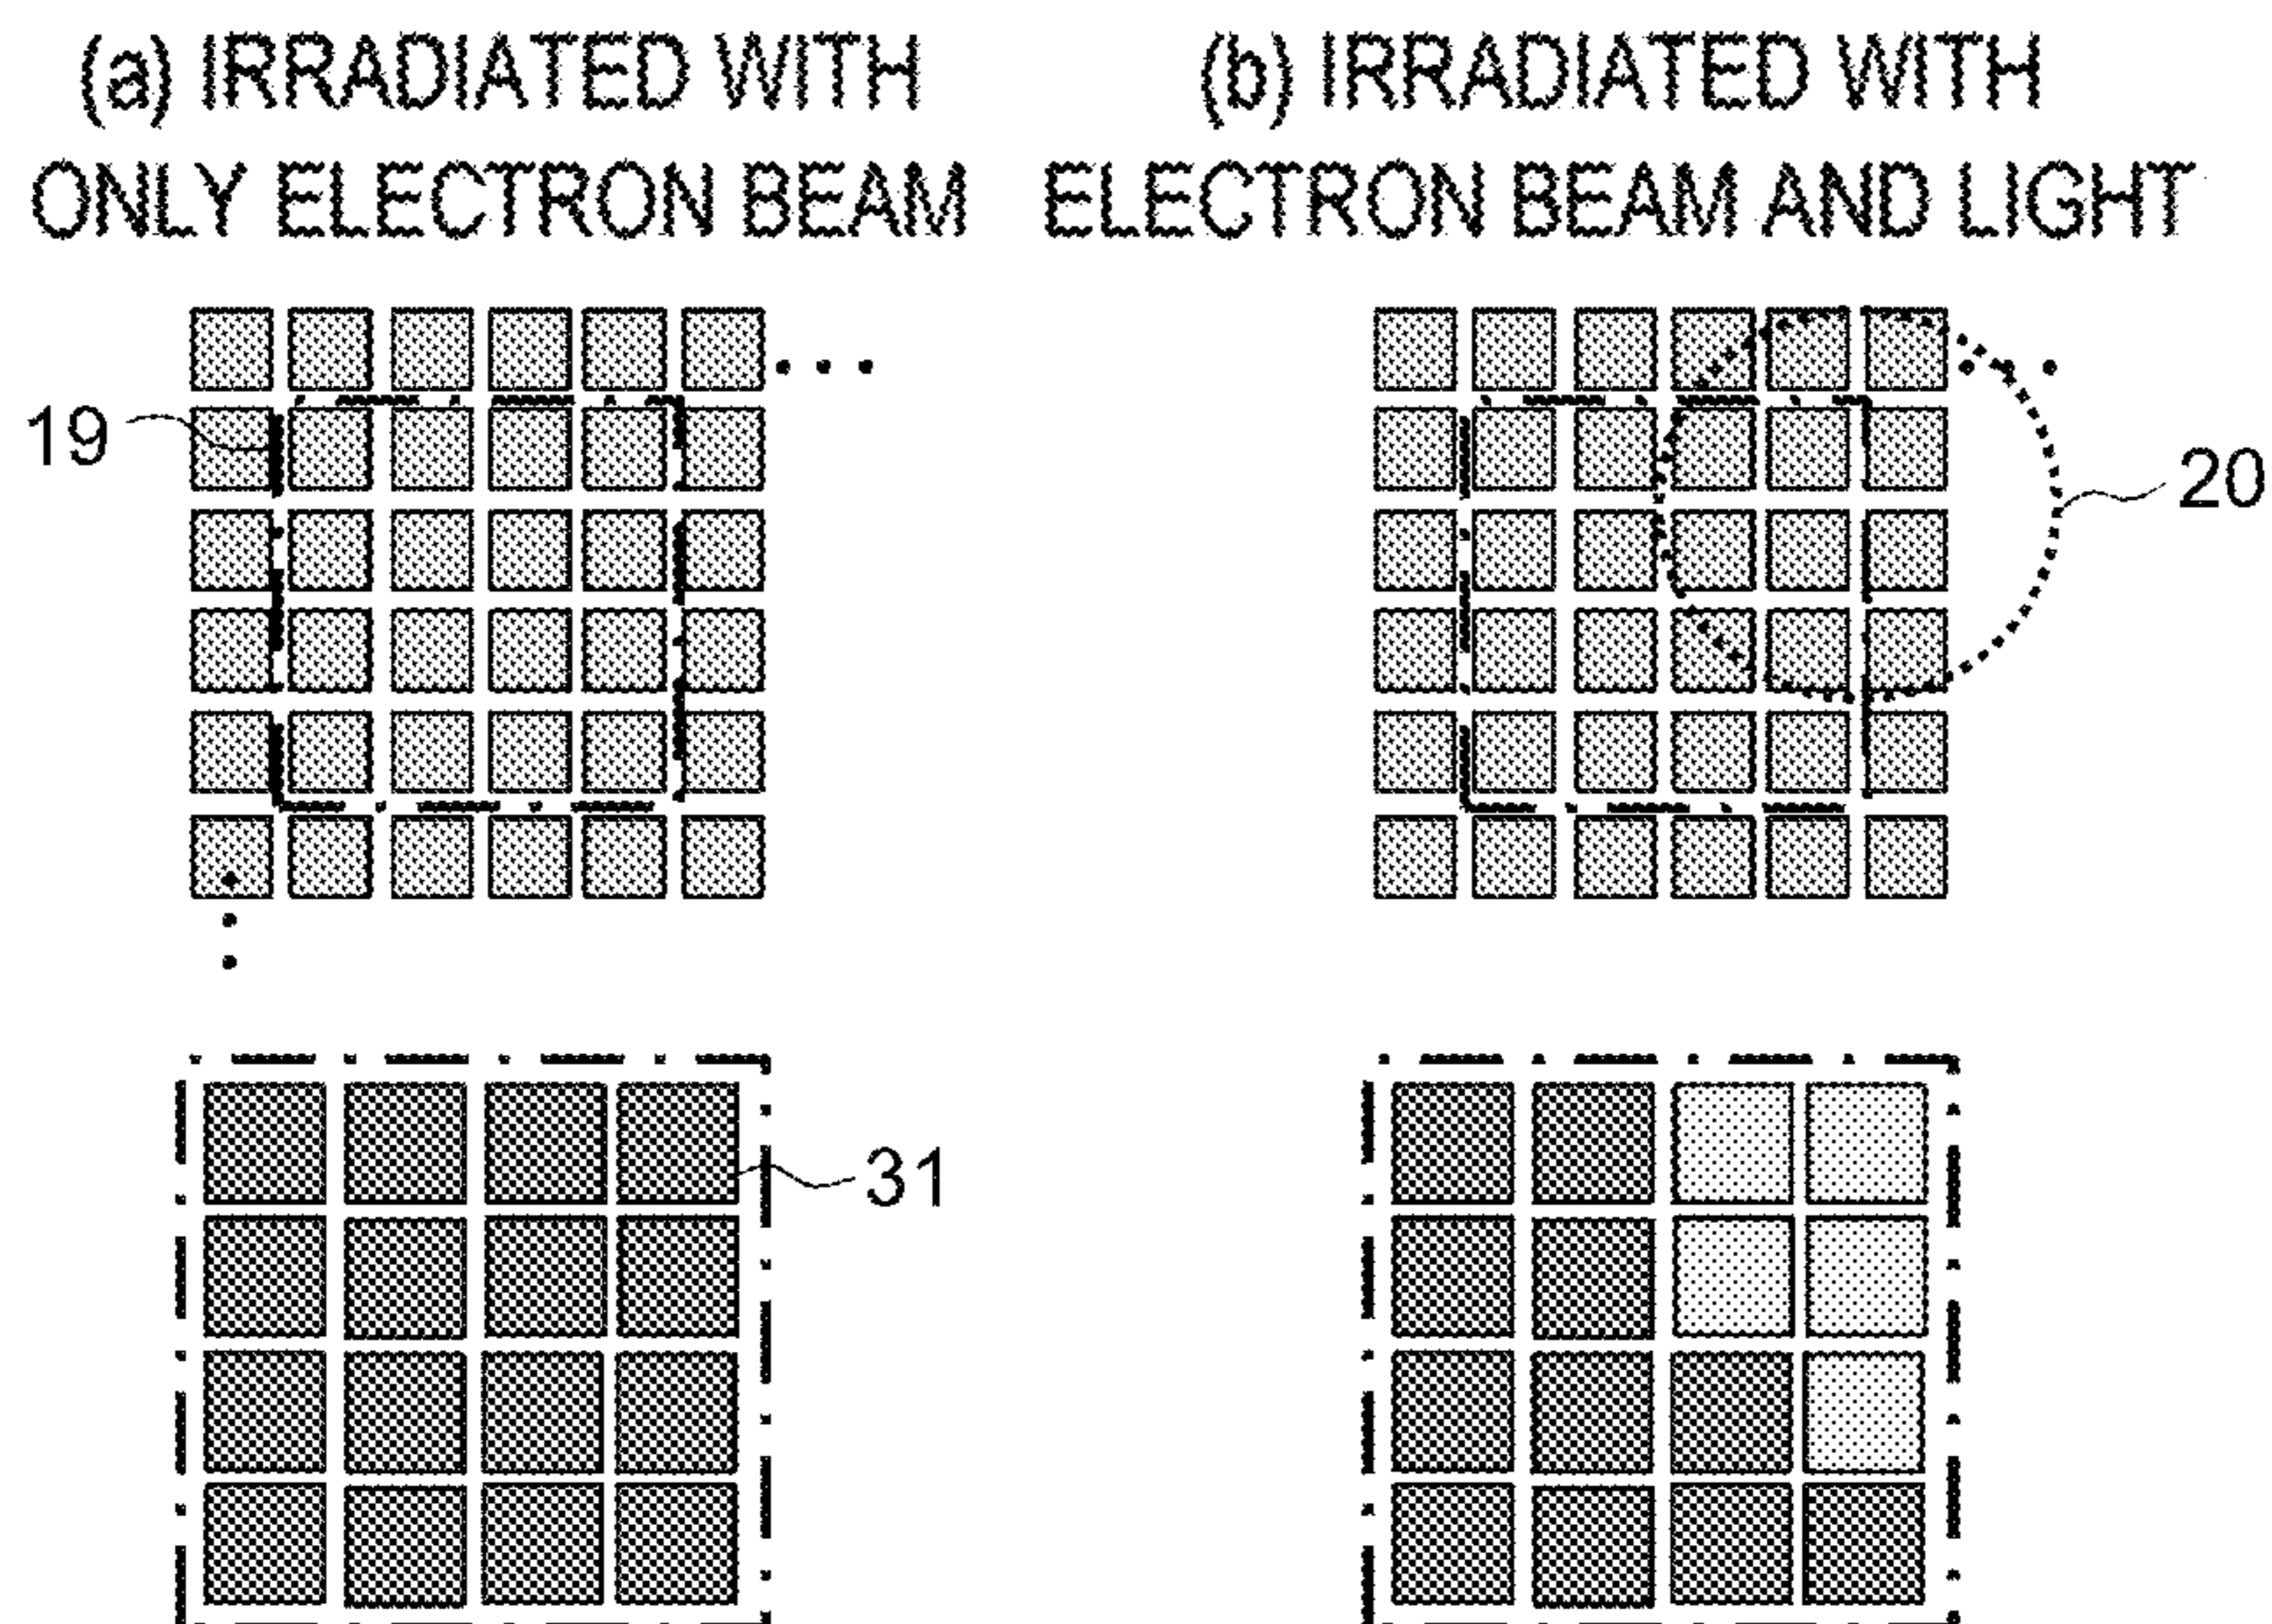 (a) IRRADIATED WITH
ONLY ELECTRON BEAM
(b) IRRADIATED WITH
ELECTRON BEAM AND LIGHT
19
20
31